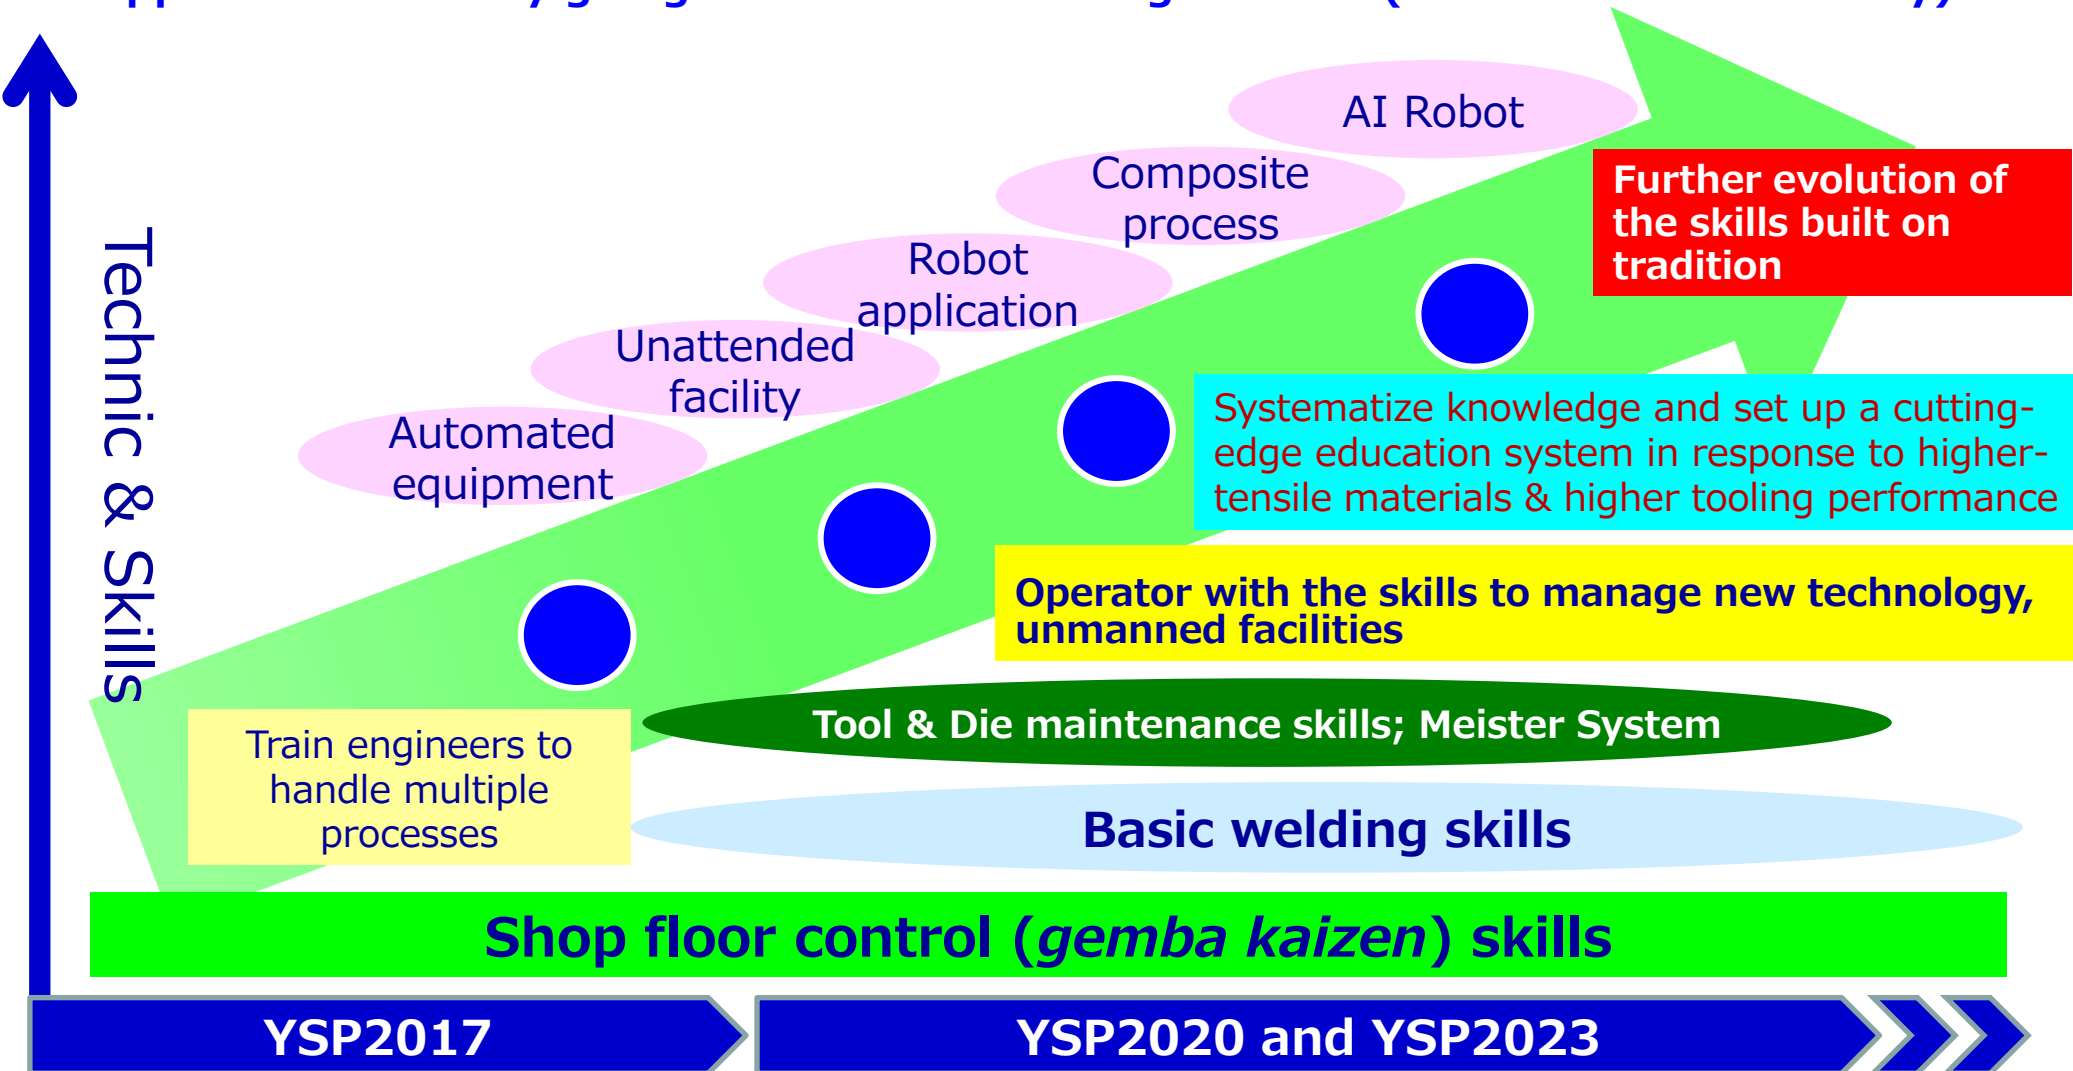 AI Robot
Composite
process
Robot
application
Unattended
facility
Automated
equipment
Technic & Skills
Further evolution of
the skills built on
tradition
Systematize knowledge and set up a cutting-
edge education system in response to higher-
tensile materials & higher tooling performance
Operator with the skills to manage new technology,
unmanned facilities
Tool & Die maintenance skills; Meister System
Train engineers to
handle multiple
processes
Basic welding skills
Shop floor control (gemba kaizen) skills
YSP2017
YSP2020 and YSP2023